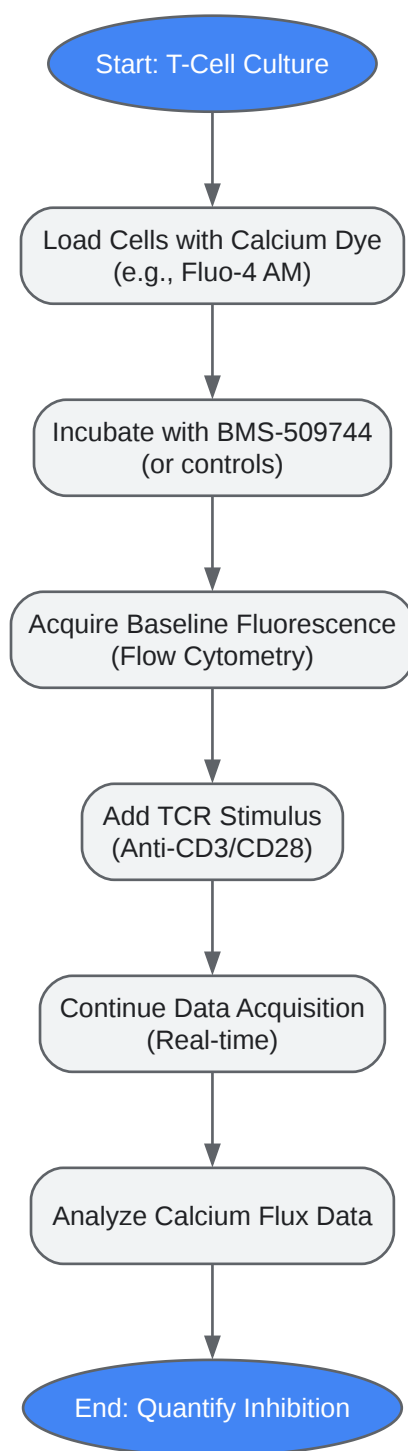 Start: T-Cell Culture
Load Cells with Calcium Dye
(e.g., Fluo-4 AM)
Incubate with BMS-509744
(or controls)
Acquire Baseline Fluorescence
(Flow Cytometry)
Add TCR Stimulus
(Anti-CD3/CD28)
Continue Data Acquisition
(Real-time)
Analyze Calcium Flux Data
End: Quantify Inhibition